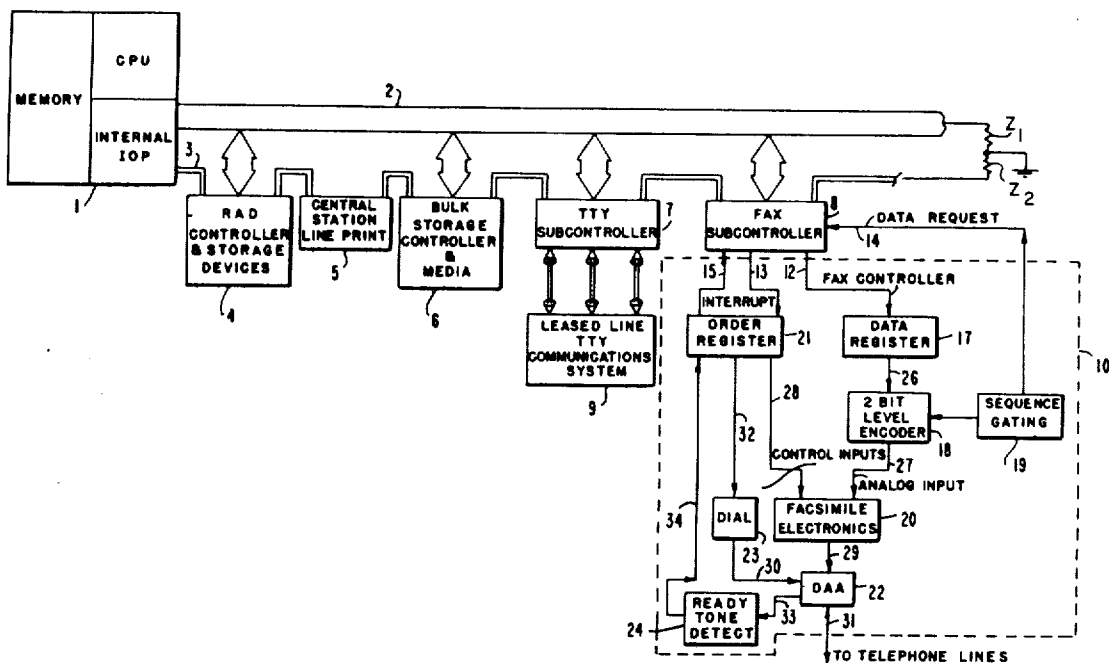 MEMORY
CPU
INTERNAL
IOP
1
2
3
Z1
Z2
RAD
CONTROLLER
& STORAGE
DEVICES
4
CENTRAL
STATION
LINE PRINT
5
BULK
STORAGE
CONTROLLER
&
MEDIA
6
TTY
SUBCONTROLLER
7
FAX
SUBCONTROLLER
8
DATA REQUEST
14
LEASED LINE
TTY
COMMUNICATIONS
SYSTEM
9
15
13
12
FAX CONTROLLER
INTERRUPT
ORDER
REGISTER
21
DATA
REGISTER
17
10
26
28
32
34
2 BIT
LEVEL
ENCODER
18
SEQUENCE
GATING
19
27
CONTROL INPUTS
ANALOG INPUT
DIAL
23
FACSIMILE
ELECTRONICS
20
29
30
DAA
22
READY
TONE
DETECT
24
33
31
TO TELEPHONE LINES